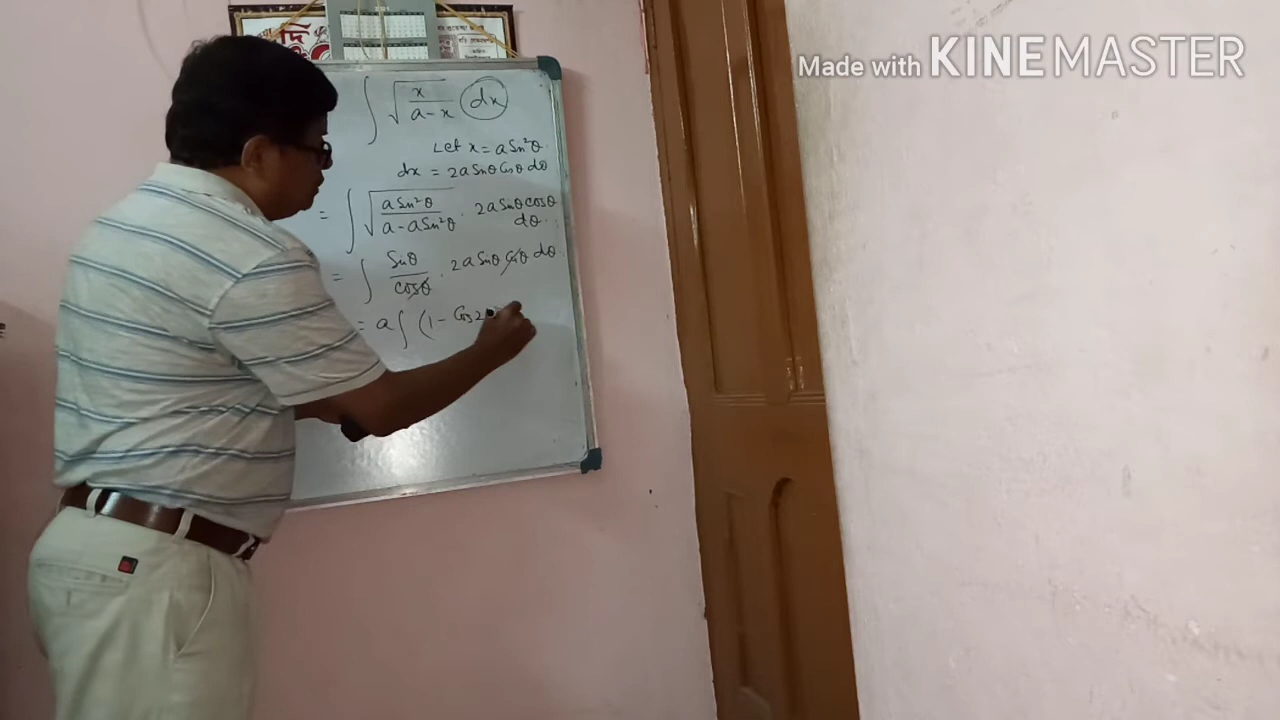 Made with KINEMASTER
দি
∫ √(x/(a-x)) dx
Let x = a Sin²θ
dx = 2a Sinθ Cosθ dθ
= ∫ √(a Sin²θ/(a - a Sin²θ)) . 2a Sinθ cosθ
dθ
= ∫ Sinθ/cosθ . 2a Sinθ cosθ dθ
= a ∫ (1 - Cos2